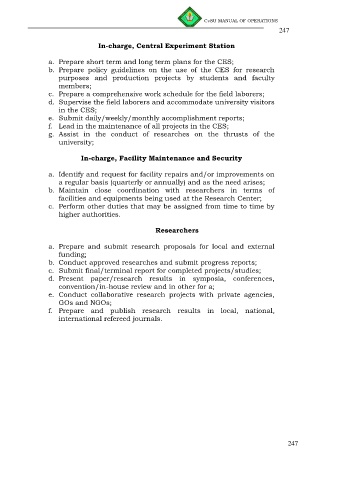 CvSU MANUAL OF OPERATIONS
247
In-charge, Central Experiment Station
a. Prepare short term and long term plans for the CES;
b. Prepare policy guidelines on the use of the CES for research
purposes and production projects by students and faculty
members;
c. Prepare a comprehensive work schedule for the field laborers;
d. Supervise the field laborers and accommodate university visitors
in the CES;
e. Submit daily/weekly/monthly accomplishment reports;
f. Lead in the maintenance of all projects in the CES;
g. Assist in the conduct of researches on the thrusts of the
university;
In-charge, Facility Maintenance and Security
a. Identify and request for facility repairs and/or improvements on
a regular basis (quarterly or annually) and as the need arises;
b. Maintain close coordination with researchers in terms of
facilities and equipments being used at the Research Center;
c. Perform other duties that may be assigned from time to time by
higher authorities.
Researchers
a. Prepare and submit research proposals for local and external
funding;
b. Conduct approved researches and submit progress reports;
c. Submit final/terminal report for completed projects/studies;
d. Present paper/research results in symposia, conferences,
convention/in-house review and in other for a;
e. Conduct collaborative research projects with private agencies,
GOs and NGOs;
f. Prepare and publish research results in local, national,
international refereed journals.
247